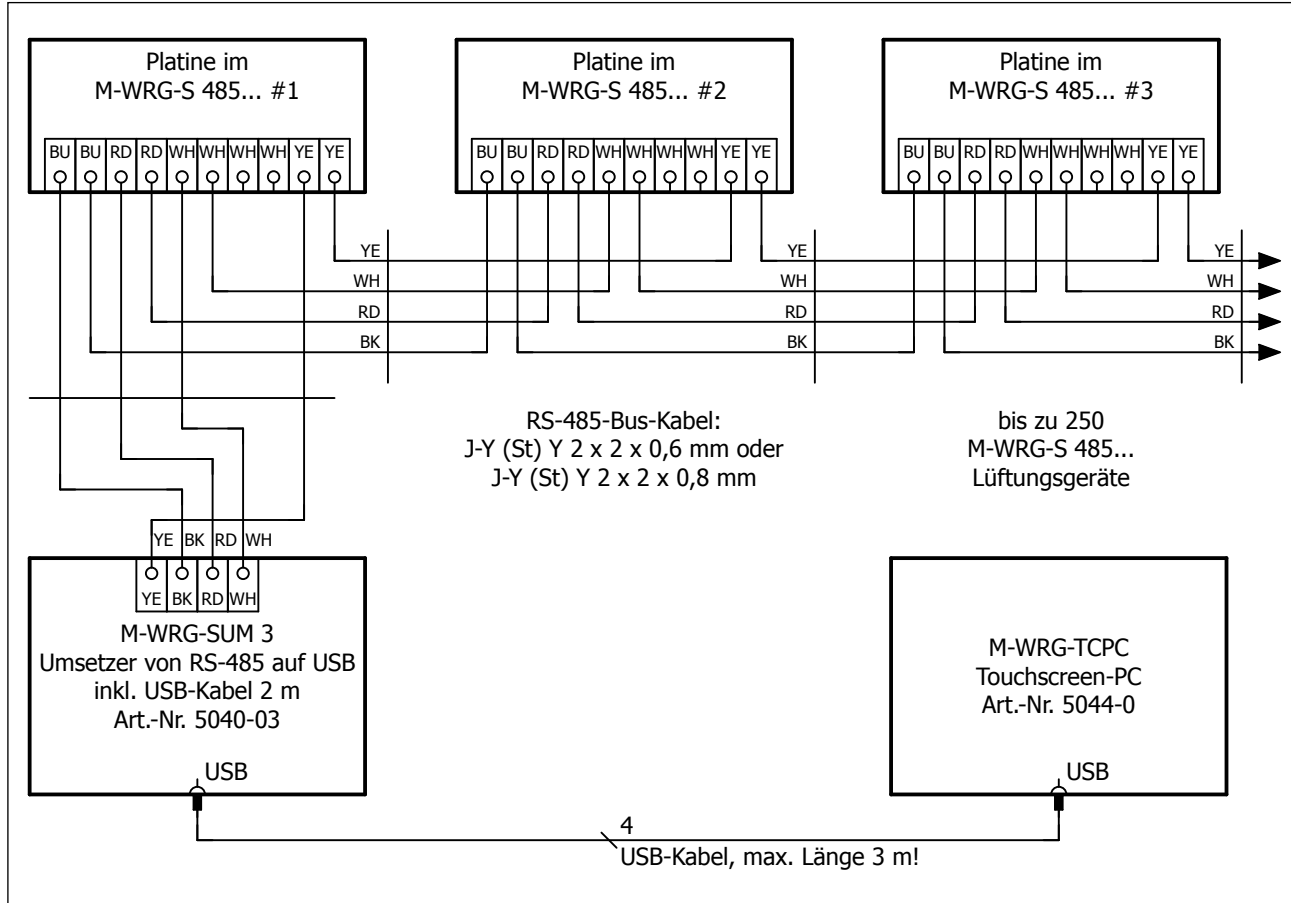 Platine im
M-WRG-S 485... #1
BU BU RD RD WH WH WH WH YE YE
Platine im
M-WRG-S 485... #2
BU BU RD RD WH WH WH WH YE YE
Platine im
M-WRG-S 485... #3
BU BU RD RD WH WH WH WH YE YE
YE
WH
RD
BK
YE
WH
RD
BK
YE
WH
RD
BK
RS-485-Bus-Kabel:
J-Y (St) Y 2 x 2 x 0,6 mm oder
J-Y (St) Y 2 x 2 x 0,8 mm
bis zu 250
M-WRG-S 485...
Lüftungsgeräte
YE BK RD WH
YE BK RD WH
M-WRG-SUM 3
Umsetzer von RS-485 auf USB
inkl. USB-Kabel 2 m
Art.-Nr. 5040-03
USB
M-WRG-TCPC
Touchscreen-PC
Art.-Nr. 5044-0
USB
4
USB-Kabel, max. Länge 3 m!